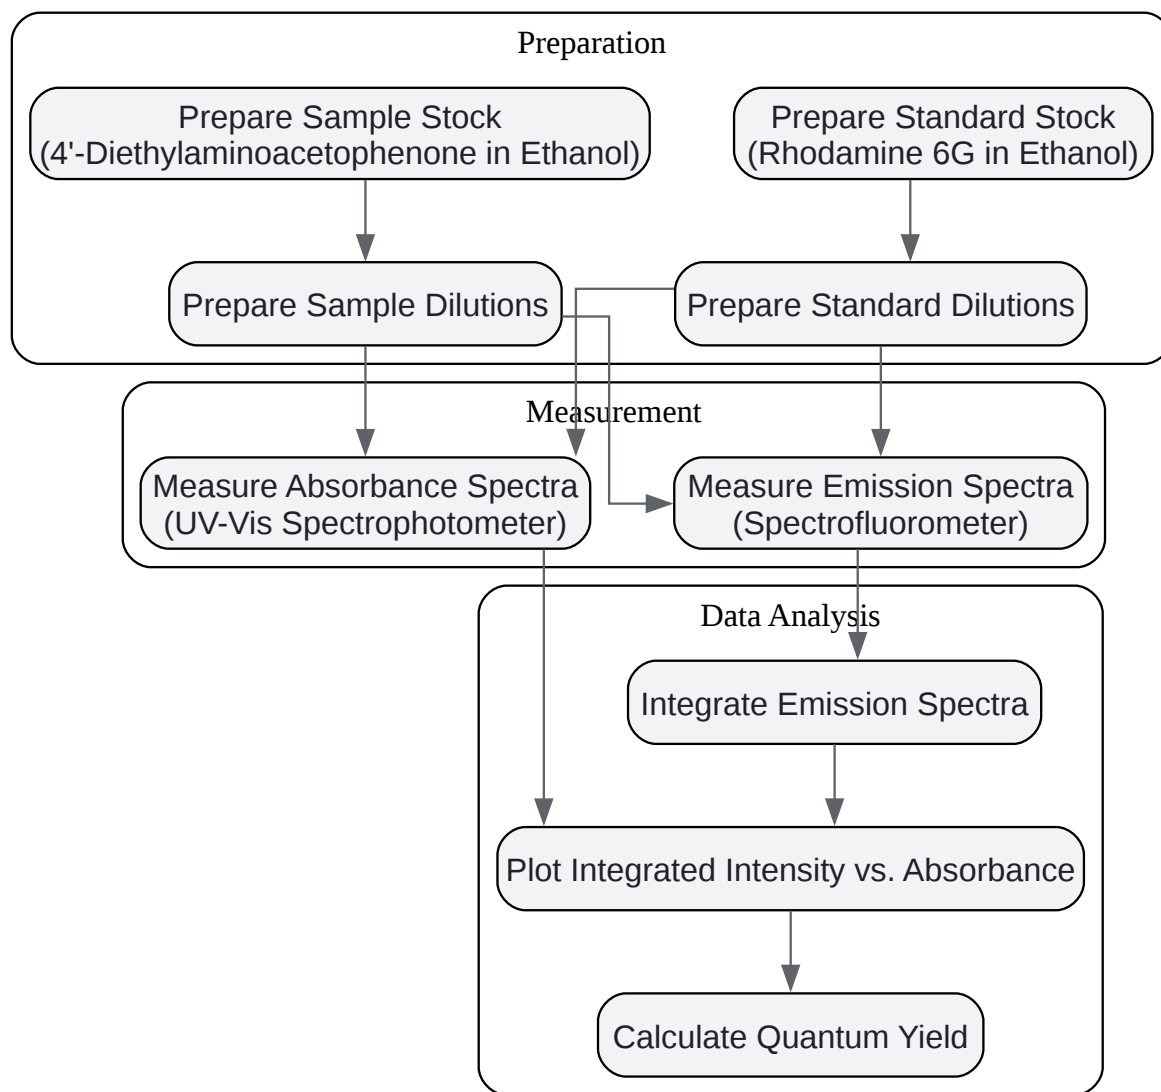 Preparation
Prepare Sample Stock
(4'-Diethylaminoacetophenone in Ethanol)
Prepare Standard Stock
(Rhodamine 6G in Ethanol)
Prepare Sample Dilutions
Prepare Standard Dilutions
Measurement
Measure Absorbance Spectra
(UV-Vis Spectrophotometer)
Measure Emission Spectra
(Spectrofluorometer)
Data Analysis
Integrate Emission Spectra
Plot Integrated Intensity vs. Absorbance
Calculate Quantum Yield